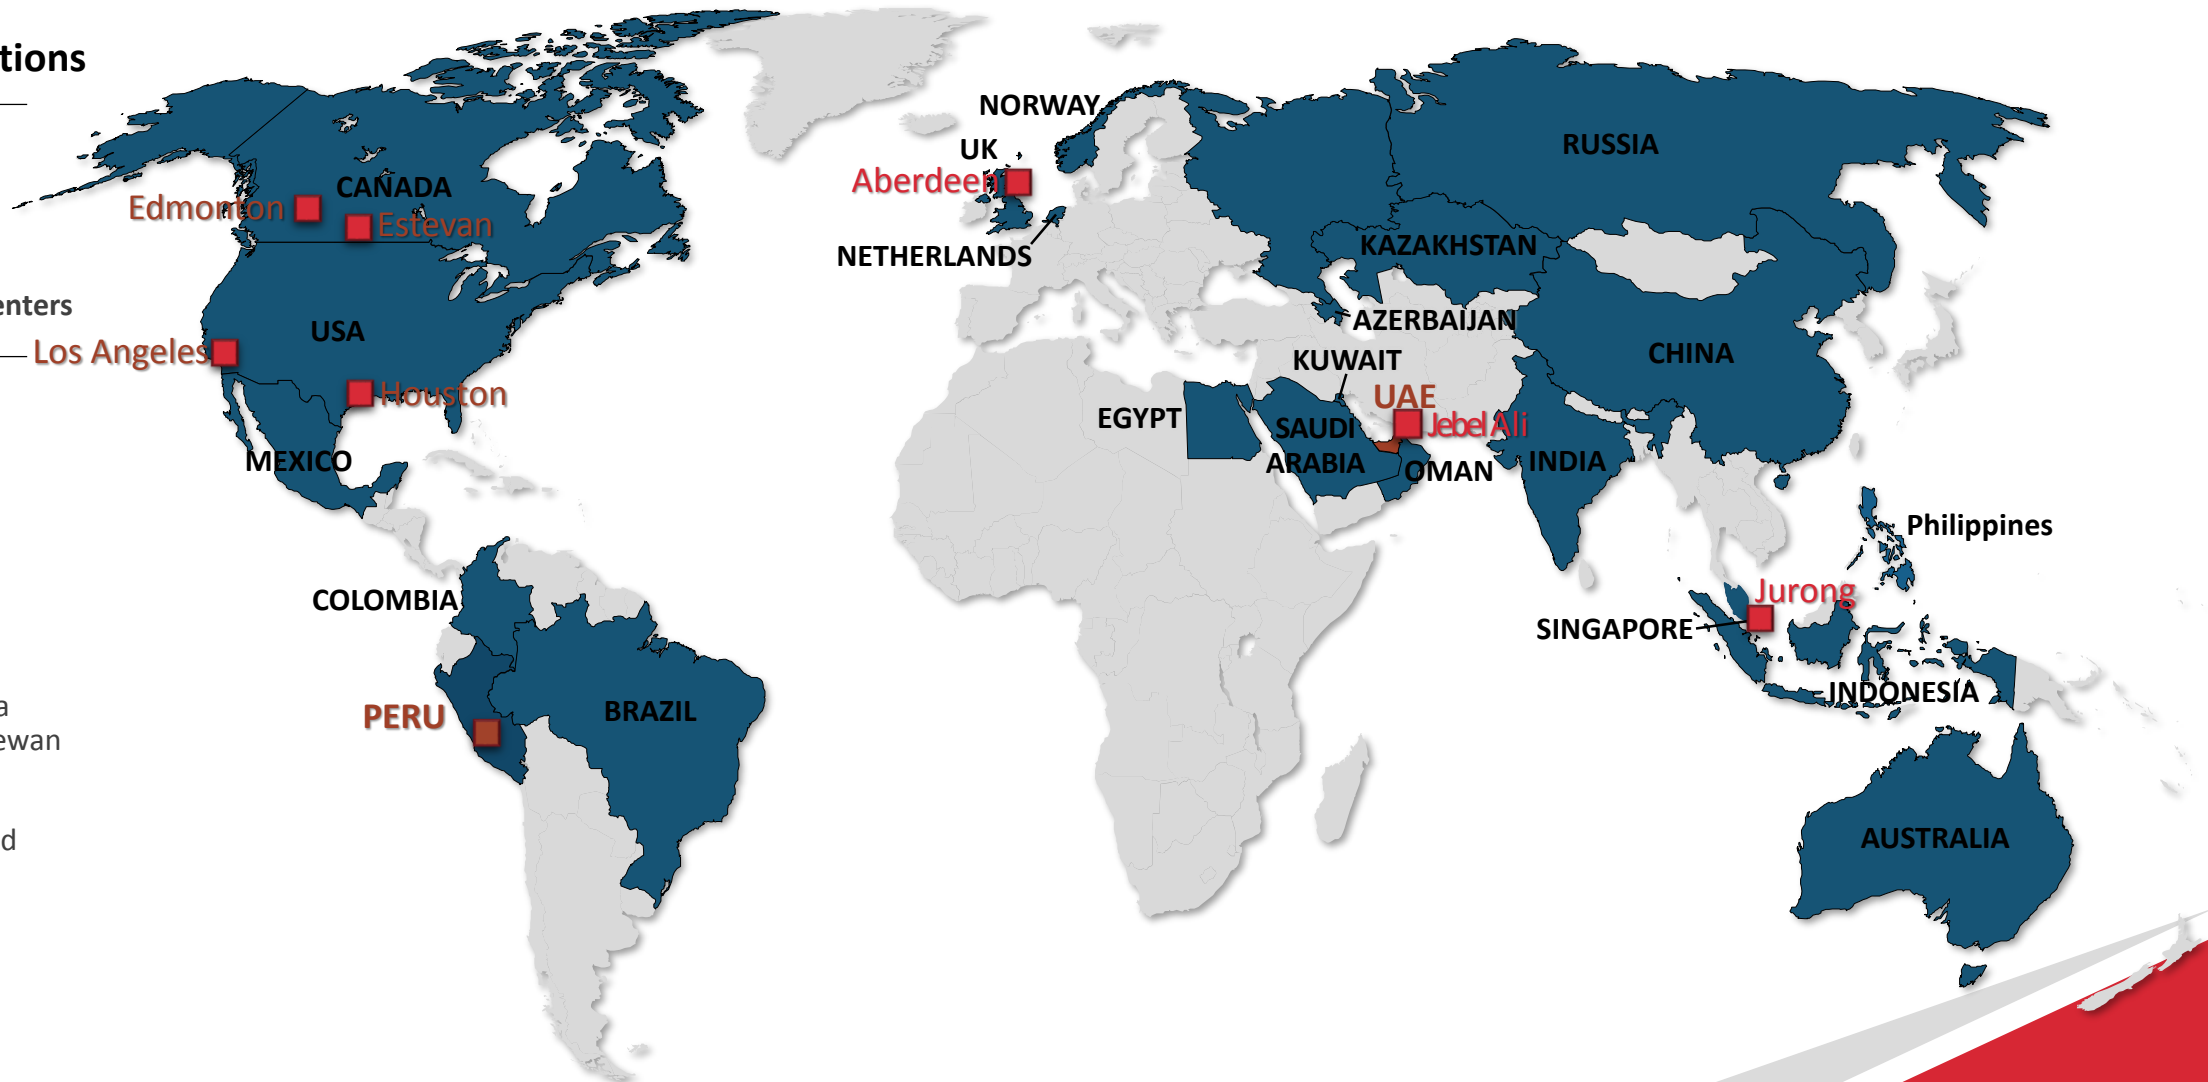 tions
NORWAY
RUSSIA
UK
Aberdeen
CANADA
Edmonton
Estevan
NETHERLANDS
KAZAKHSTAN
enters
AZERBAIJAN
USA
Los Angeles
CHINA
KUWAIT
Houston
UAE
EGYPT
Jebel Ali
SAUDI
ARABIA
MEXICO
OMAN
INDIA
Philippines
COLOMBIA
Jurong
SINGAPORE
INDONESIA
a
PERU
BRAZIL
ewan
d
AUSTRALIA